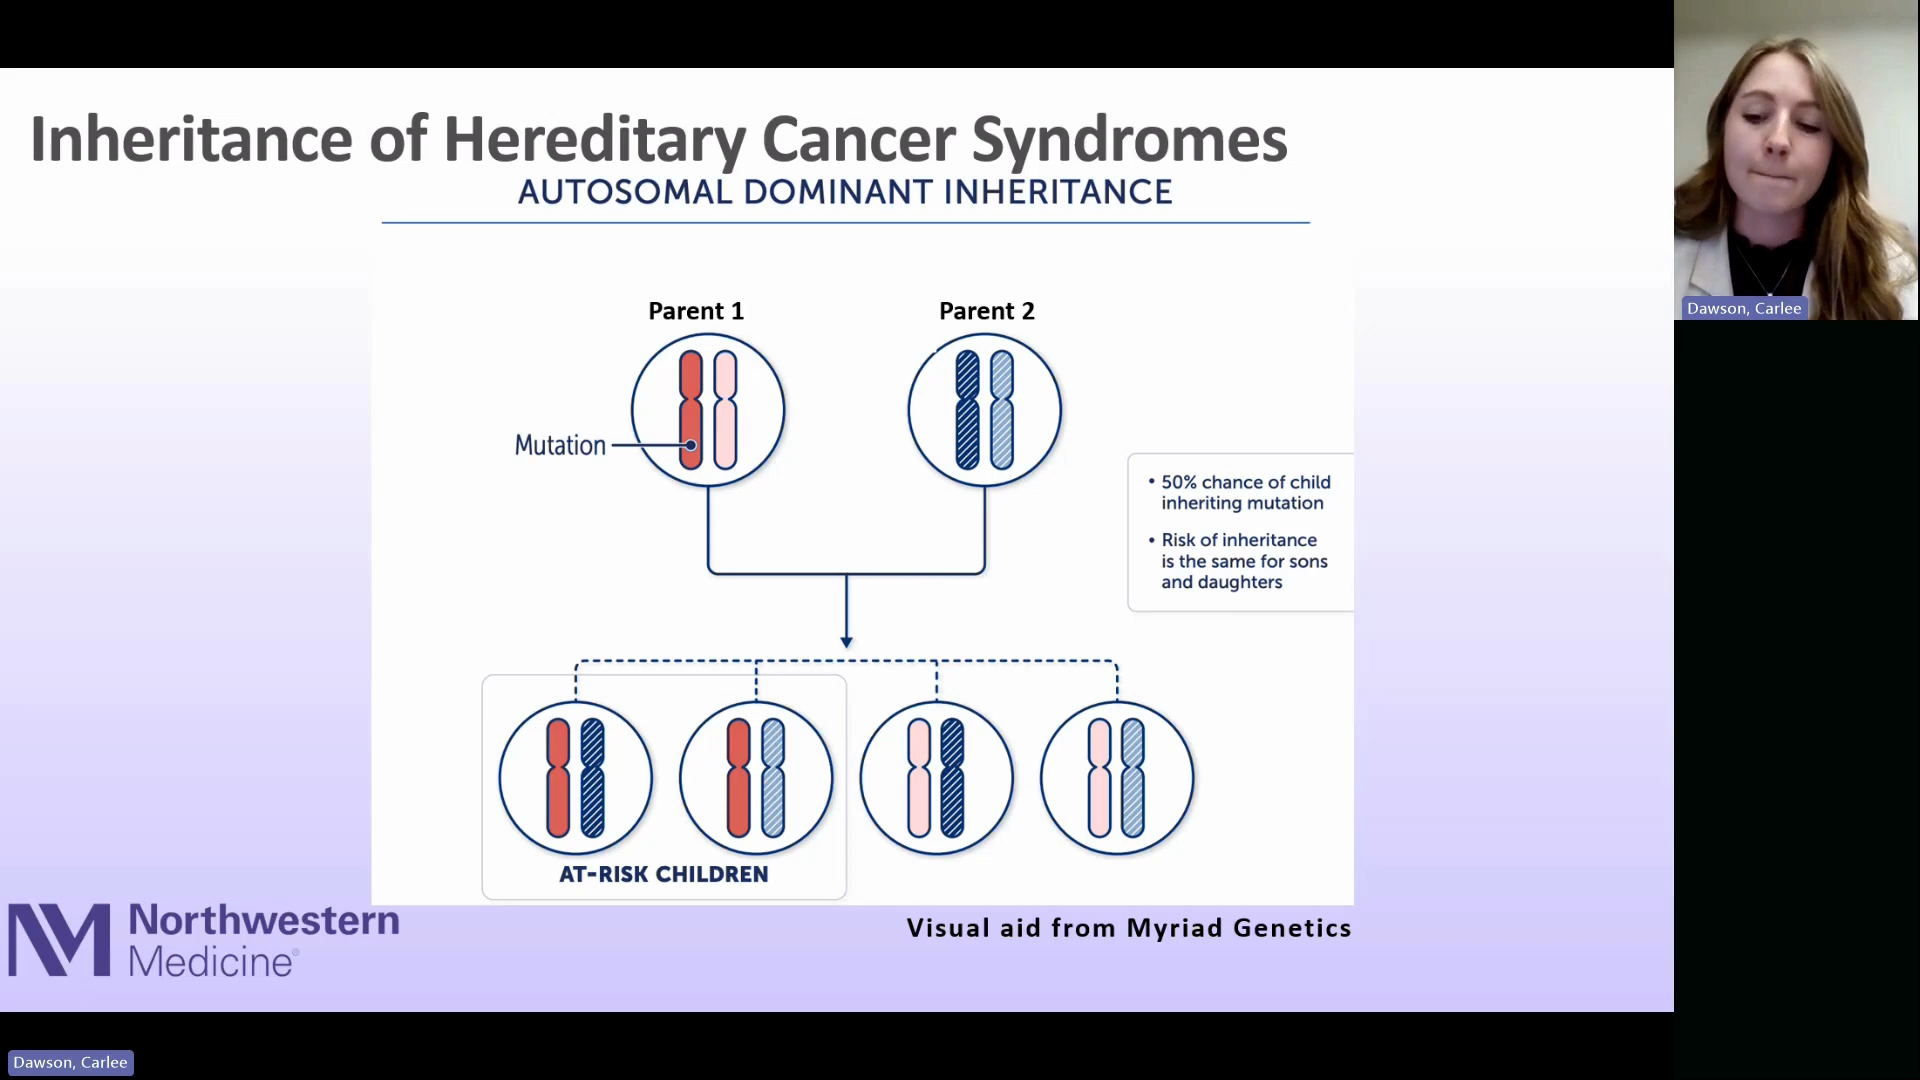 Inheritance of Hereditary Cancer Syndromes
AUTOSOMAL DOMINANT INHERITANCE
Parent 1
Parent 2
Mutation
• 50% chance of child
inheriting mutation
• Risk of inheritance
is the same for sons
and daughters
AT-RISK CHILDREN
Visual aid from Myriad Genetics
NM Northwestern
Medicine®
Dawson, Carlee
Dawson, Carlee